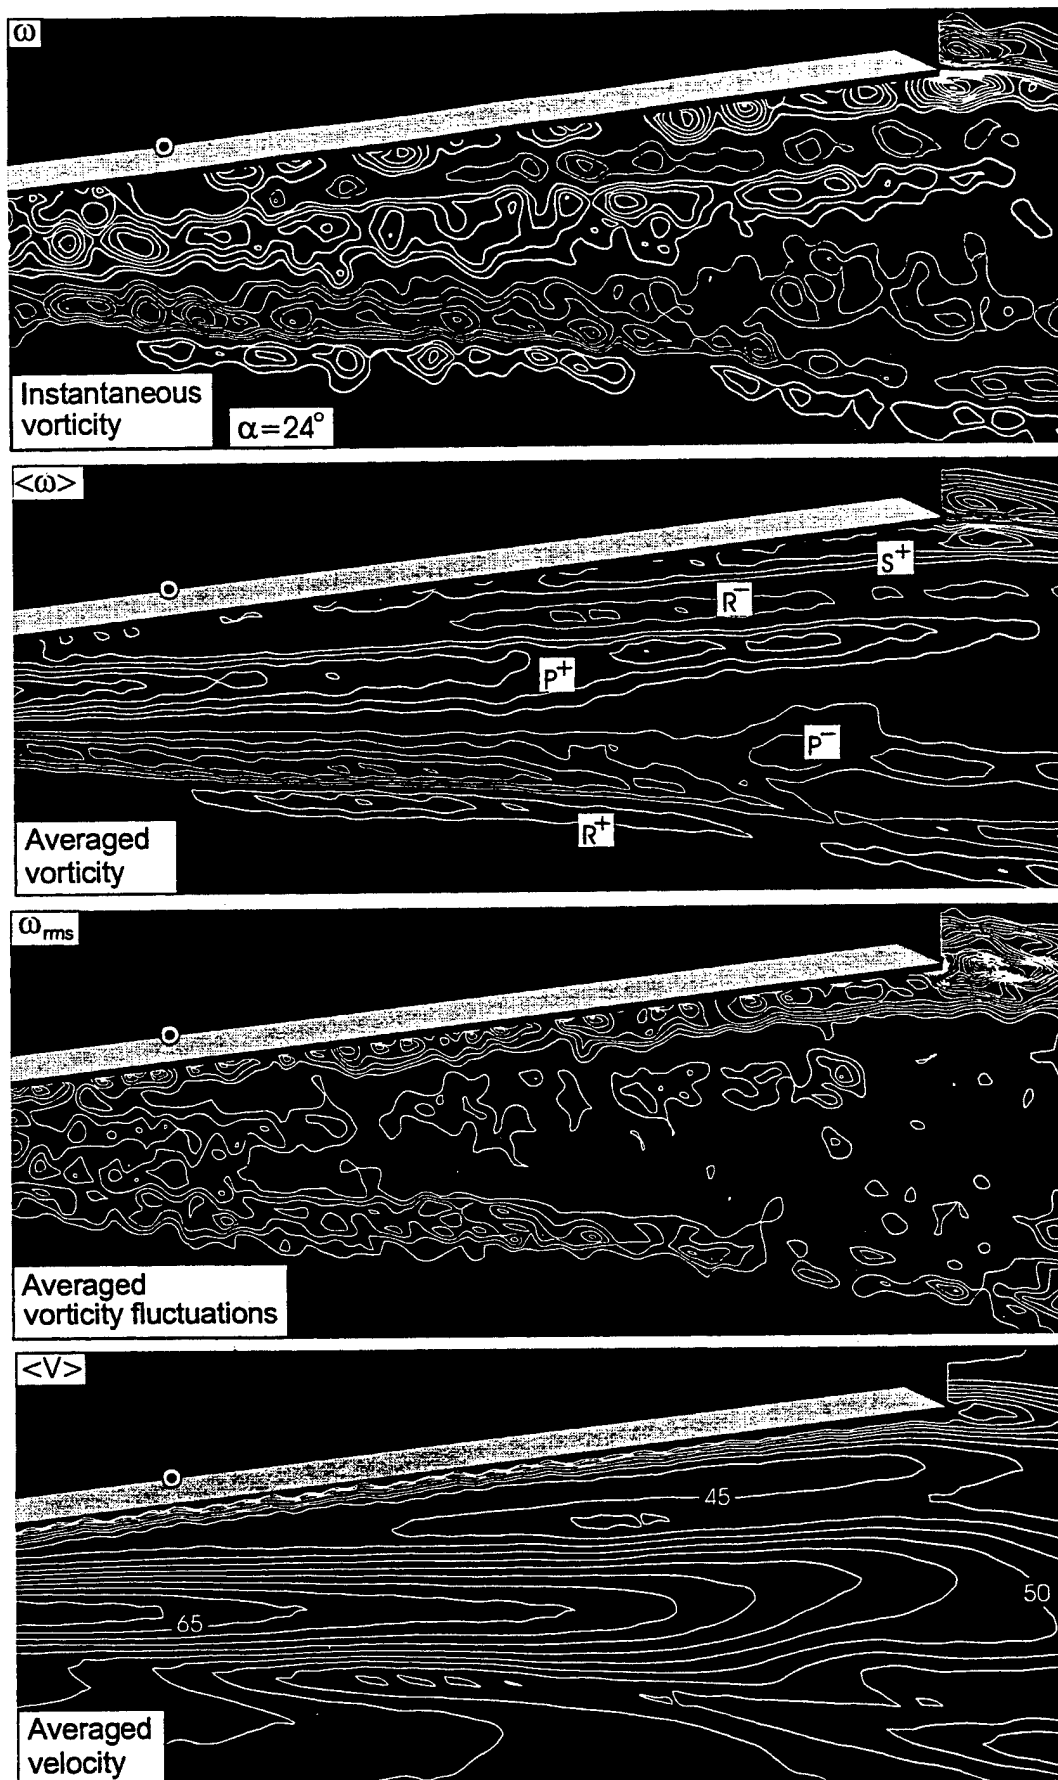 ω
Instantaneous
vorticity
α=24°
<ω>
S+
R−
P+
P−
R+
Averaged
vorticity
ωrms
Averaged
vorticity fluctuations
<V>
45
50
65
Averaged
velocity